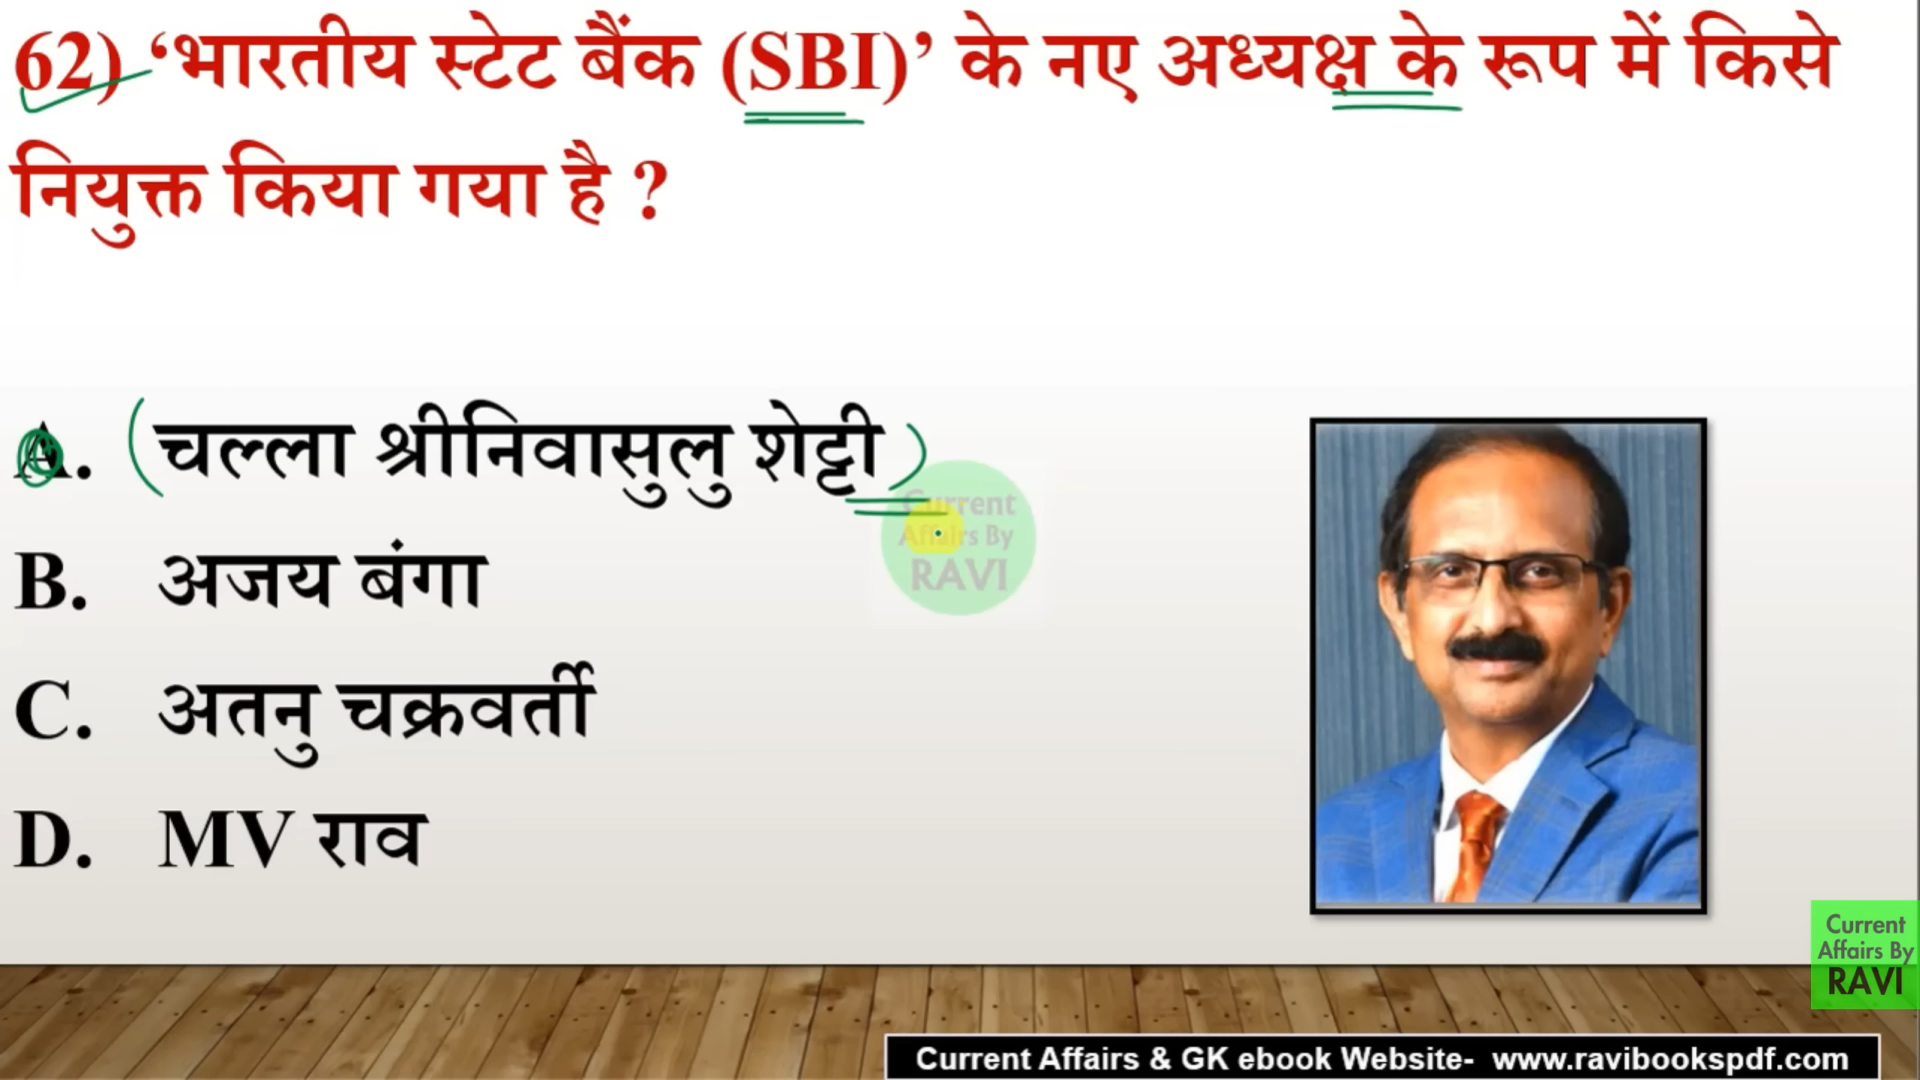 62) ‘भारतीय स्टेट बैंक (SBI)’ के नए अध्यक्ष के रूप में किसे
नियुक्त किया गया है ?
A. चल्ला श्रीनिवासुलु शेट्टी
Current
Affairs By
RAVI
B. अजय बंगा
C. अतनु चक्रवर्ती
D. MV राव
Current
Affairs By
RAVI
Current Affairs & GK ebook Website- www.ravibookspdf.com